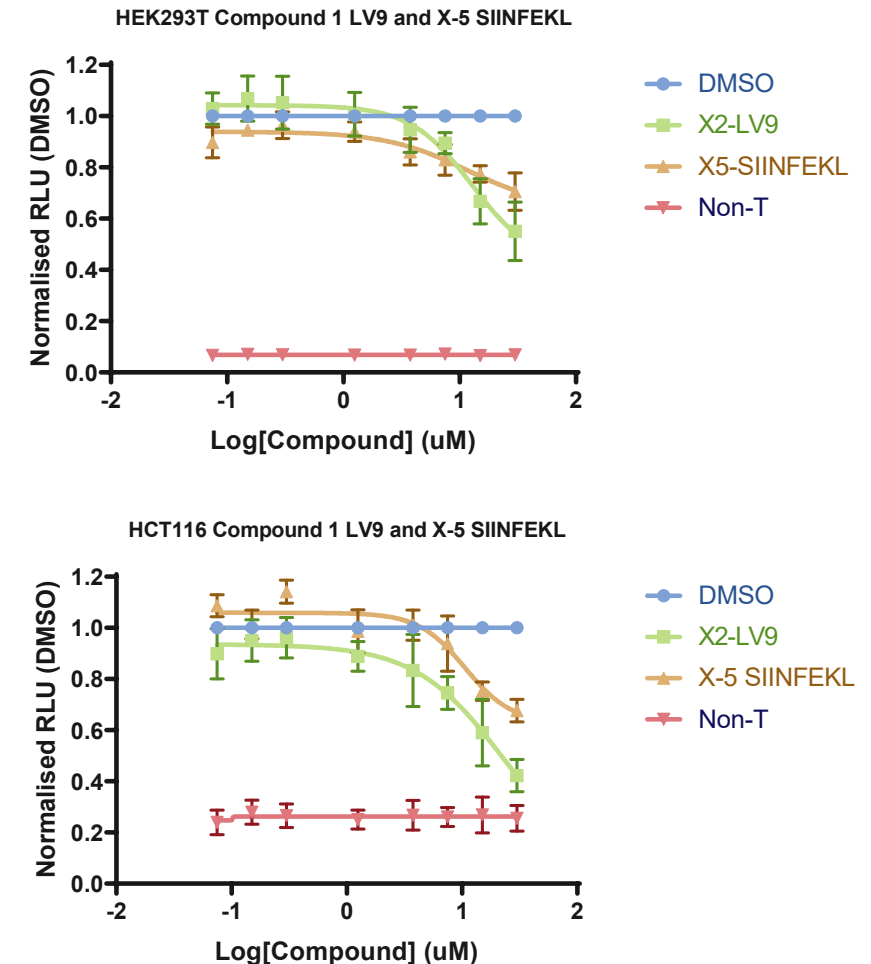 HEK293T Compound 1 LV9 and X-5 SIINFEKL
Normalised RLU (DMSO)
1.2
1.0
0.8
0.6
0.4
0.2
0.0
-2
-1
0
1
2
Log[Compound] (uM)
DMSO
X2-LV9
X5-SIINFEKL
Non-T
HCT116 Compound 1 LV9 and X-5 SIINFEKL
Normalised RLU (DMSO)
1.2
1.0
0.8
0.6
0.4
0.2
0.0
-2
-1
0
1
2
Log[Compound] (uM)
DMSO
X2-LV9
X-5 SIINFEKL
Non-T